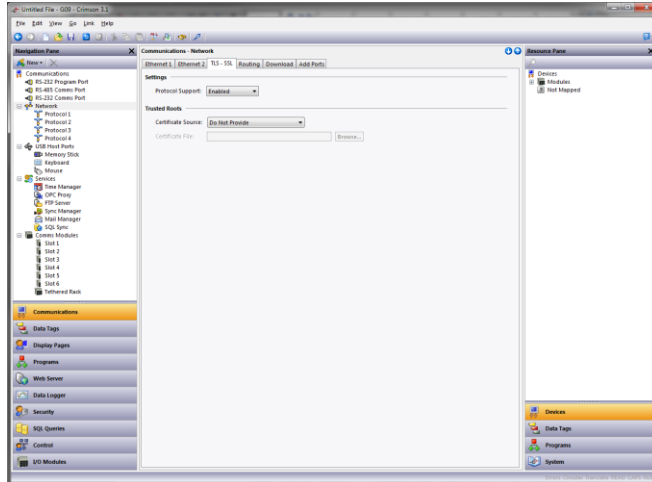 Untitled File - G09 - Crimson 3.1
File Edit View Go Link Help
Navigation Pane
New
Communications
RS-232 Program Port
RS-485 Comms Port
RS-232 Comms Port
Network
Protocol 1
Protocol 2
Protocol 3
Protocol 4
USB Host Ports
Memory Stick
Keyboard
Mouse
Services
Time Manager
OPC Proxy
FTP Server
Sync Manager
Mail Manager
SQL Sync
Comms Modules
Slot 1
Slot 2
Slot 3
Slot 4
Slot 5
Slot 6
Tethered Rack
Communications
Data Tags
Display Pages
Programs
Web Server
Data Logger
Security
SQL Queries
Control
I/O Modules
Communications - Network
Ethernet 1 Ethernet 2 TLS - SSL Routing Download Add Ports
Settings
Protocol Support: Enabled
Trusted Roots
Certificate Source: Do Not Provide
Certificate File: Browse...
Resource Pane
Devices
Modules
Not Mapped
Devices
Data Tags
Programs
System